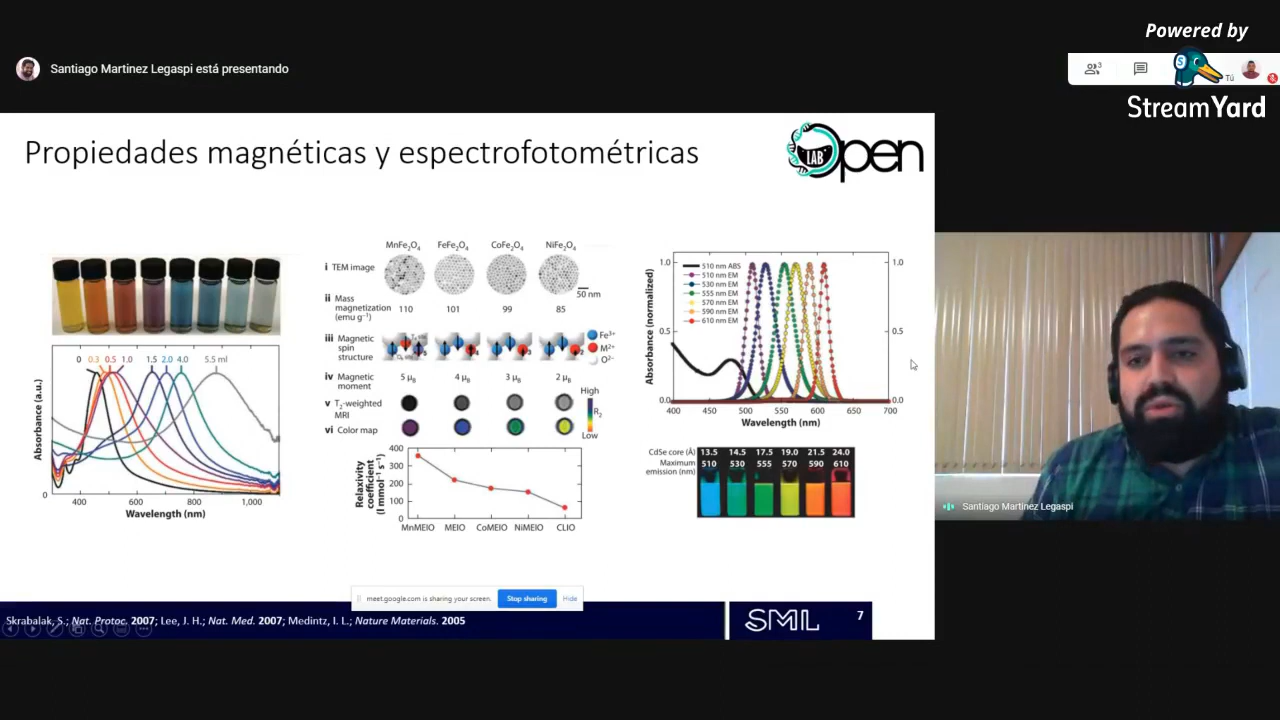 Powered by
StreamYard
Santiago Martinez Legaspi está presentando
3
Tú
Propiedades magnéticas y espectrofotométricas
LAB
Open
0 0.3 0.5 1.0 1.5 2.0 4.0 5.5 ml
Absorbance (a.u.)
0
400 600 800 1,000
Wavelength (nm)
MnFe₂O₄ FeFe₂O₄ CoFe₂O₄ NiFe₂O₄
i TEM image
50 nm
ii Mass magnetization (emu g⁻¹) 110 101 99 85
iii Magnetic spin structure
Fe³⁺
M²⁺
O²⁻
iv Magnetic moment 5 μB 4 μB 3 μB 2 μB
v T₂-weighted MRI
vi Color map
High
R₂
Low
Relaxivity coefficient (l mmol⁻¹ s⁻¹)
400
300
200
100
0
MnMEIO MEIO CoMEIO NiMEIO CLIO
Absorbance (normalized)
1.0
0.5
0.0
510 nm ABS
510 nm EM
530 nm EM
555 nm EM
570 nm EM
590 nm EM
610 nm EM
1.0
0.5
0.0
400 450 500 550 600 650 700
Wavelength (nm)
CdSe core (Å) 13.5 14.5 17.5 19.0 21.5 24.0
Maximum emission (nm) 510 530 555 570 590 610
meet.google.com is sharing your screen. Stop sharing Hide
Skrabalak, S.; Nat. Protoc. 2007; Lee, J. H.; Nat. Med. 2007; Medintz, I. L.; Nature Materials. 2005
SML
7
Santiago Martinez Legaspi